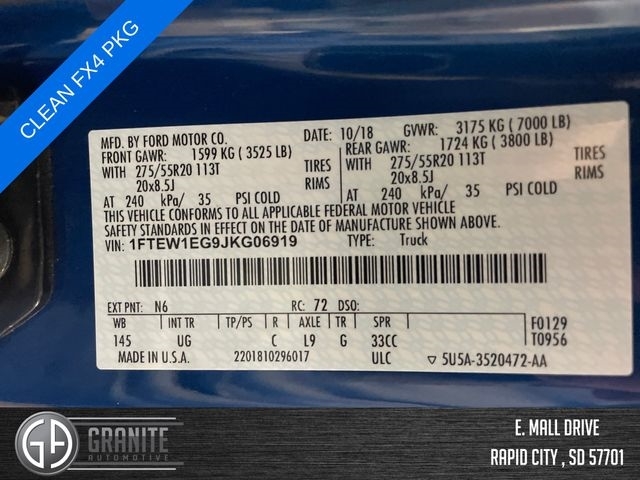 CLEAN FX4 PKG
MFD. BY FORD MOTOR CO.
DATE: 10/18 GVWR: 3175 KG ( 7000 LB)
FRONT GAWR: 1599 KG ( 3525 LB)
REAR GAWR: 1724 KG ( 3800 LB)
WITH 275/55R20 113T TIRES 275/55R20 113T TIRES
20x8.5J RIMS 20x8.5J RIMS
AT 240 kPa/ 35 PSI COLD AT 240 kPa/ 35 PSI COLD
THIS VEHICLE CONFORMS TO ALL APPLICABLE FEDERAL MOTOR VEHICLE
SAFETY STANDARDS IN EFFECT ON THE DATE OF MANUFACTURE SHOWN ABOVE.
VIN: 1FTEW1EG9JKG06919 TYPE: Truck
EXT PNT: N6 RC: 72 DSO:
WB INT TR TP/PS R AXLE TR SPR F0129
145 UG C L9 G 33CC T0956
MADE IN U.S.A. 2201810296017 ULC ▽ 5U5A-3520472-AA
GA GRANITE
AUTOMOTIVE
E. MALL DRIVE
RAPID CITY , SD 57701